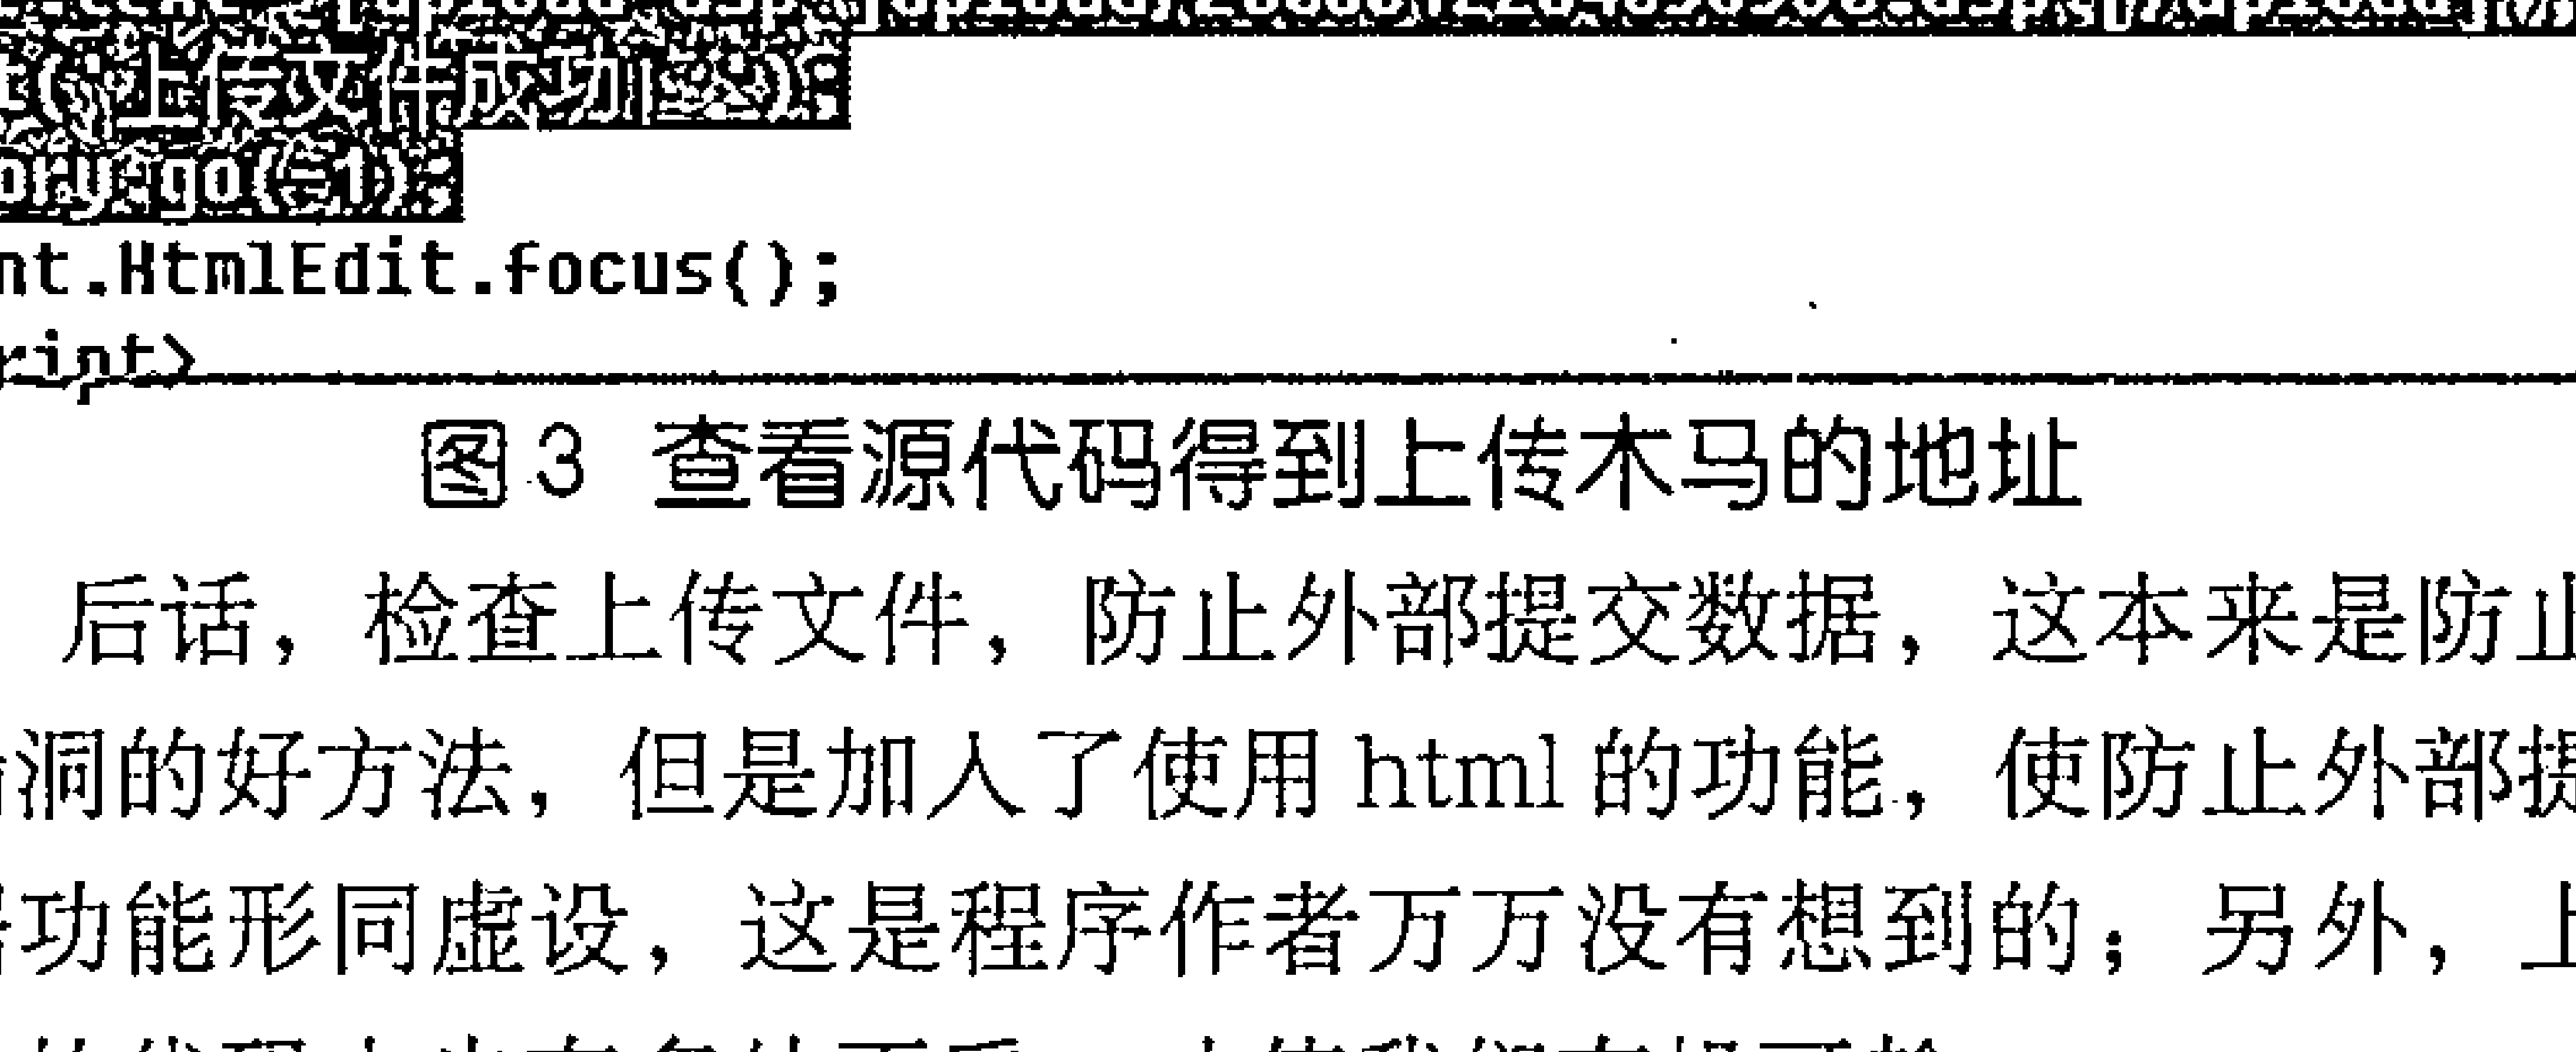 上传文件成功
ory.go(-1);
nt.HtmlEdit.focus();
ript>
图3 查看源代码得到上传木马的地址
后话，检查上传文件，防止外部提交数据，这本来是防止
洞的好方法，但是加入了使用 html 的功能，使防止外部提
功能形同虚设，这是程序作者万万没有想到的；另外，上